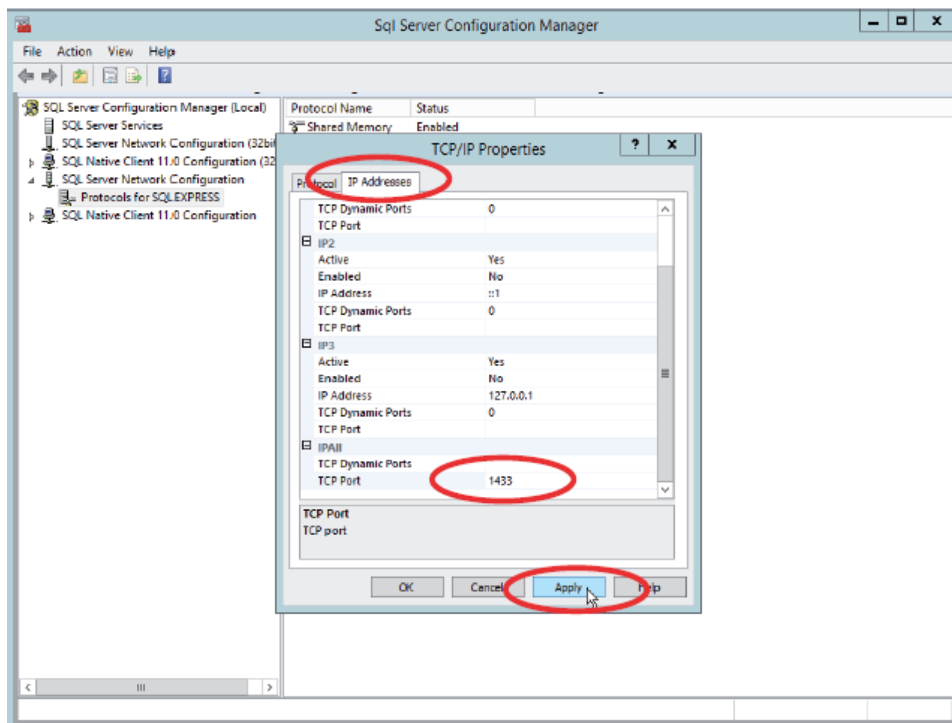 Sql Server Configuration Manager
File Action View Help
SQL Server Configuration Manager (Local)
SQL Server Services
SQL Server Network Configuration (32bit
SQL Native Client 11.0 Configuration (32
SQL Server Network Configuration
Protocols for SQLEXPRESS
SQL Native Client 11.0 Configuration
Protocol Name Status
Shared Memory Enabled
TCP/IP Properties
Protocol IP Addresses
TCP Dynamic Ports 0
TCP Port
IP2
Active Yes
Enabled No
IP Address ::1
TCP Dynamic Ports 0
TCP Port
IP3
Active Yes
Enabled No
IP Address 127.0.0.1
TCP Dynamic Ports 0
TCP Port
IPAll
TCP Dynamic Ports
TCP Port 1433
TCP Port
TCP port
OK Cancel Apply Help